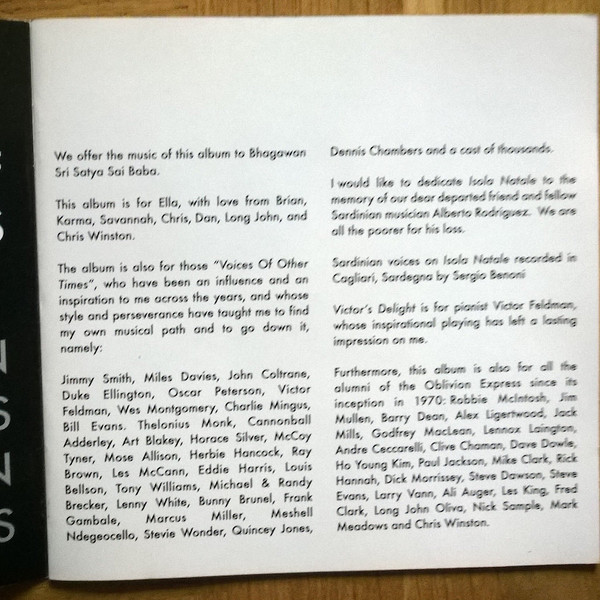 We offer the music of this album to Bhagawan
Sri Satya Sai Baba.
This album is for Ella, with love from Brian,
Karma, Savannah, Chris, Dan, Long John, and
Chris Winston.
The album is also for those "Voices Of Other
Times", who have been an influence and an
inspiration to me across the years, and whose
style and perseverance have taught me to find
my own musical path and to go down it,
namely:
Jimmy Smith, Miles Davies, John Coltrane,
Duke Ellington, Oscar Peterson, Victor
Feldman, Wes Montgomery, Charlie Mingus,
Bill Evans. Thelonius Monk, Cannonball
Adderley, Art Blakey, Horace Silver, McCoy
Tyner, Mose Allison, Herbie Hancock, Ray
Brown, Les McCann, Eddie Harris, Louis
Bellson, Tony Williams, Michael & Randy
Brecker, Lenny White, Bunny Brunel, Frank
Gambale, Marcus Miller, Meshell
Ndegeocello, Stevie Wonder, Quincey Jones,
Dennis Chambers and a cast of thousands.
I would like to dedicate Isola Natale to the
memory of our dear departed friend and fellow
Sardinian musician Alberto Rodriguez. We are
all the poorer for his loss.
Sardinian voices on Isola Natale recorded in
Cagliari, Sardegna by Sergio Benoni
Victor's Delight is for pianist Victor Feldman,
whose inspirational playing has left a lasting
impression on me.
Furthermore, this album is also for all the
alumni of the Oblivion Express since its
inception in 1970: Robbie McIntosh, Jim
Mullen, Barry Dean, Alex Ligertwood, Jack
Mills, Godfrey MacLean, Lennox Laington,
Andre Ceccarelli, Clive Chaman, Dave Dowle,
Ho Young Kim, Paul Jackson, Mike Clark, Rick
Hannah, Dick Morrissey, Steve Dawson, Steve
Evans, Larry Vann, Ali Auger, Les King, Fred
Clark, Long John Oliva, Nick Sample, Mark
Meadows and Chris Winston.